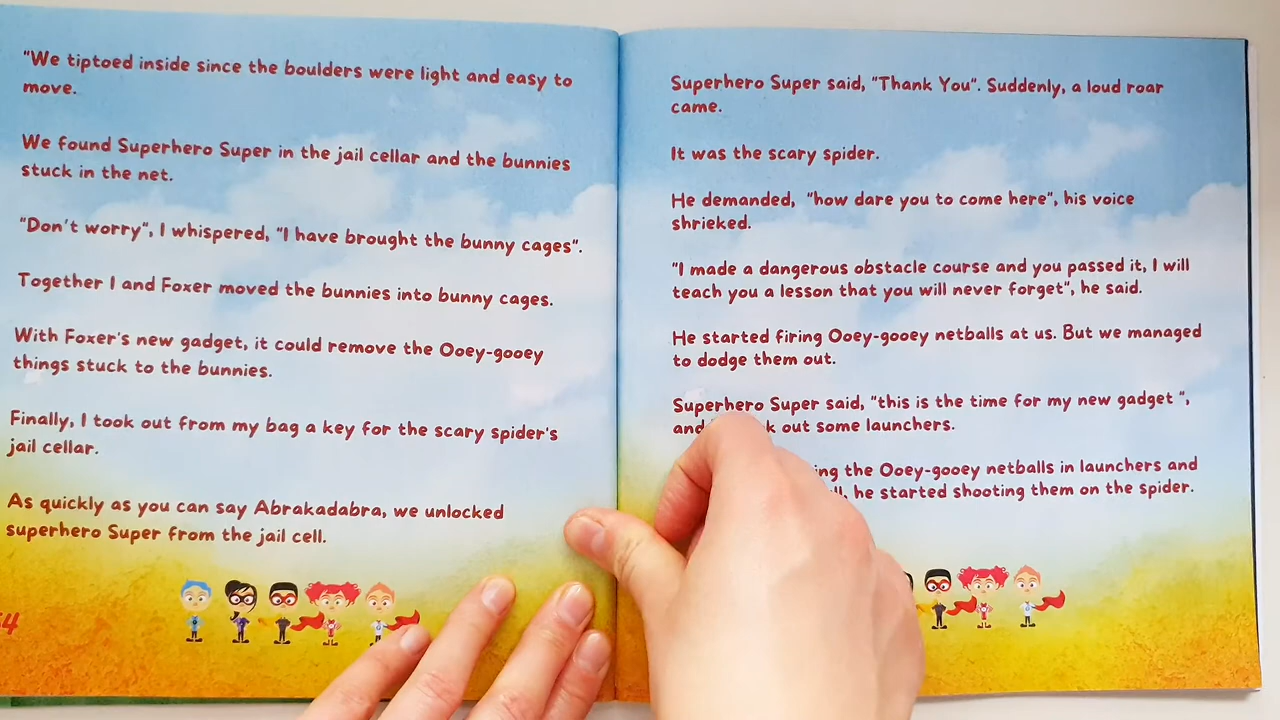 "We tiptoed inside since the boulders were light and easy to
move.
We found Superhero Super in the jail cellar and the bunnies
stuck in the net.
"Don't worry", I whispered, "I have brought the bunny cages".
Together I and Foxer moved the bunnies into bunny cages.
With Foxer's new gadget, it could remove the Ooey-gooey
things stuck to the bunnies.
Finally, I took out from my bag a key for the scary spider's
jail cellar.
As quickly as you can say Abrakadabra, we unlocked
superhero Super from the jail cell.
Superhero Super said, "Thank You". Suddenly, a loud roar
came.
It was the scary spider.
He demanded, "how dare you to come here", his voice
shrieked.
"I made a dangerous obstacle course and you passed it, I will
teach you a lesson that you will never forget", he said.
He started firing Ooey-gooey netballs at us. But we managed
to dodge them out.
Superhero Super said, "this is the time for my new gadget ",
and out some launchers.
the Ooey-gooey netballs in launchers and
he started shooting them on the spider.